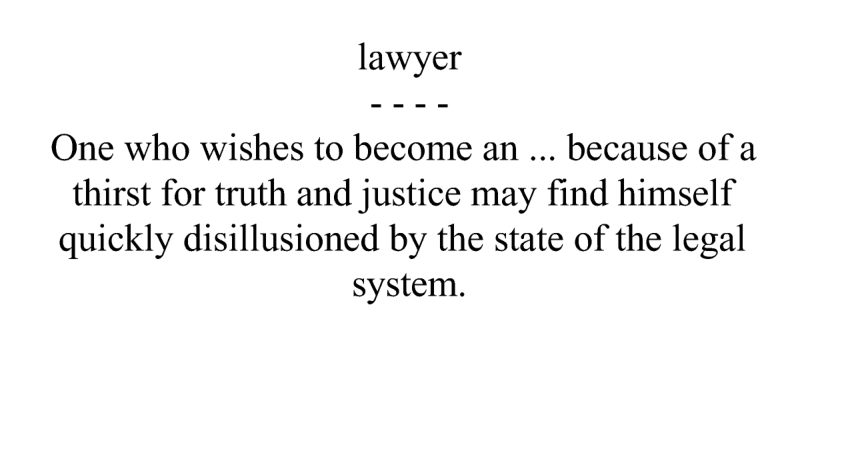 lawyer
- - - -
One who wishes to become an ... because of a
thirst for truth and justice may find himself
quickly disillusioned by the state of the legal
system.